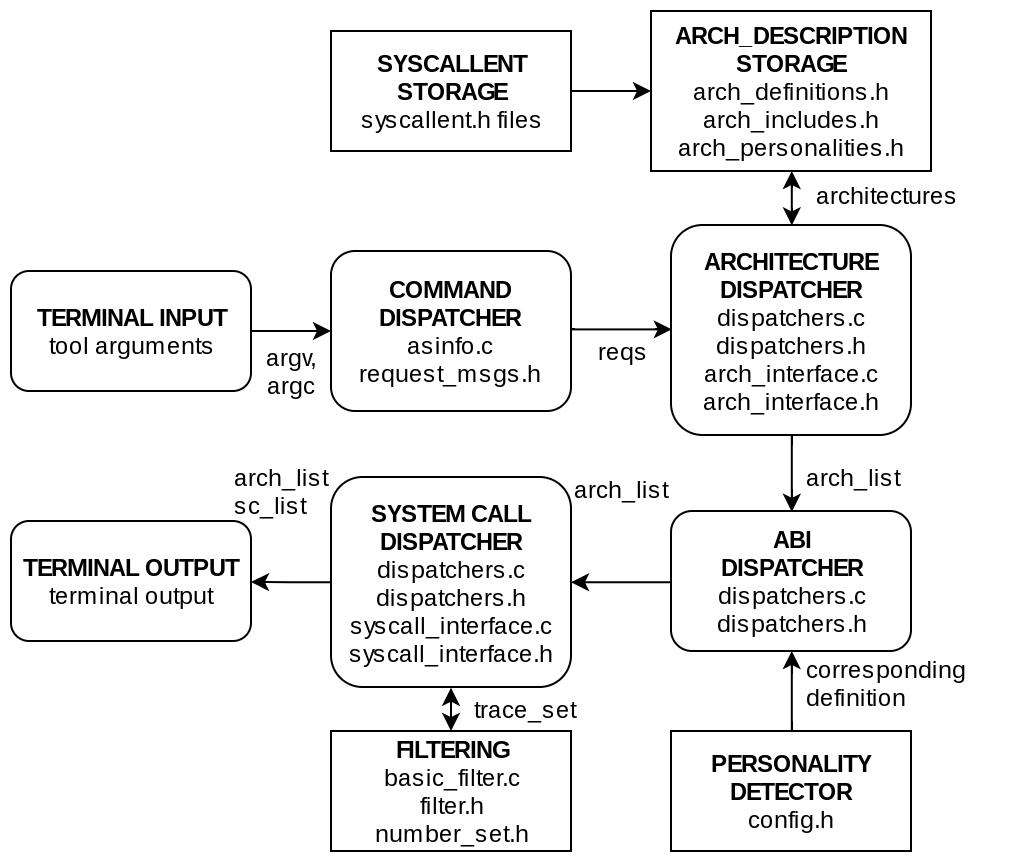 SYSCALLENT
STORAGE
syscallent.h files
ARCH_DESCRIPTION
STORAGE
arch_definitions.h
arch_includes.h
arch_personalities.h
architectures
TERMINAL INPUT
tool arguments
argv,
argc
COMMAND
DISPATCHER
asinfo.c
request_msgs.h
reqs
ARCHITECTURE
DISPATCHER
dispatchers.c
dispatchers.h
arch_interface.c
arch_interface.h
arch_list
ABI
DISPATCHER
dispatchers.c
dispatchers.h
arch_list
SYSTEM CALL
DISPATCHER
dispatchers.c
dispatchers.h
syscall_interface.c
syscall_interface.h
arch_list
sc_list
TERMINAL OUTPUT
terminal output
trace_set
FILTERING
basic_filter.c
filter.h
number_set.h
corresponding
definition
PERSONALITY
DETECTOR
config.h